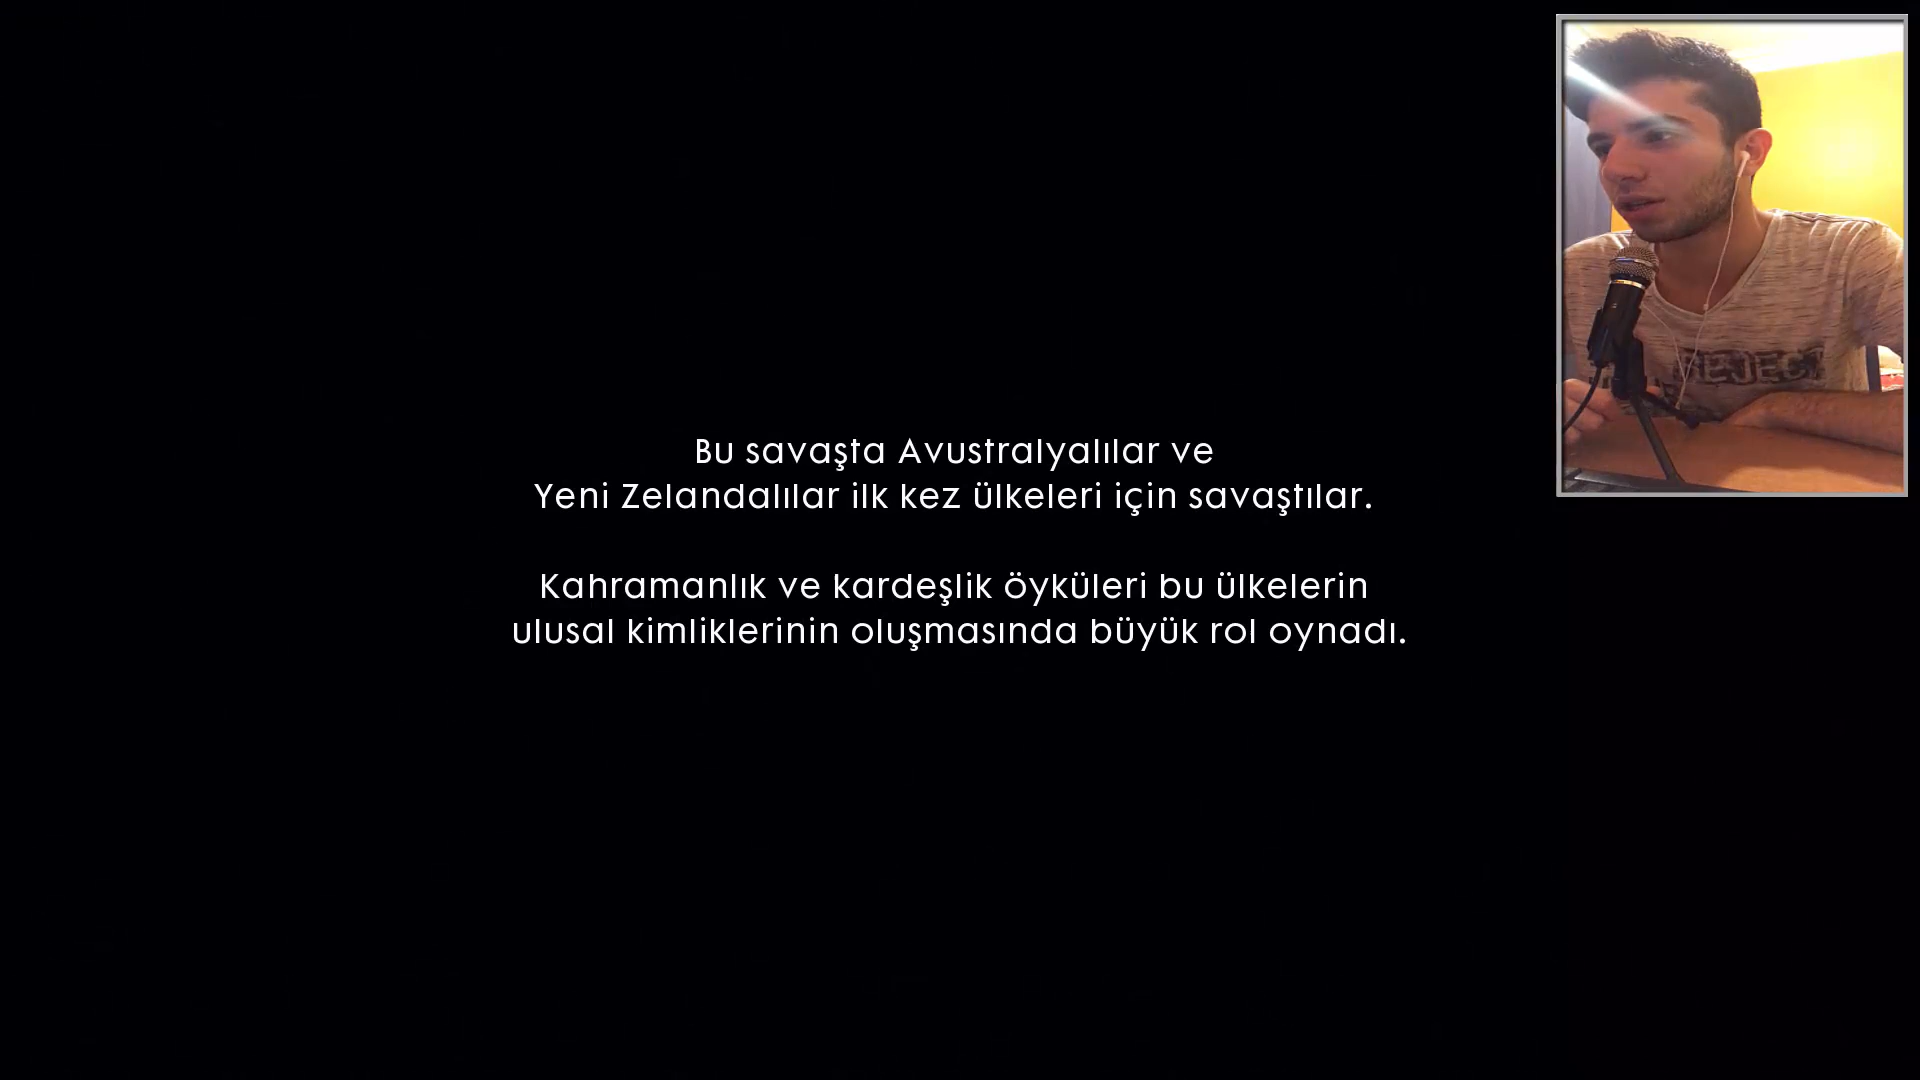 Bu savaşta Avustralyalılar ve
Yeni Zelandalılar ilk kez ülkeleri için savaştılar.
Kahramanlık ve kardeşlik öyküleri bu ülkelerin
ulusal kimliklerinin oluşmasında büyük rol oynadı.
REJECT